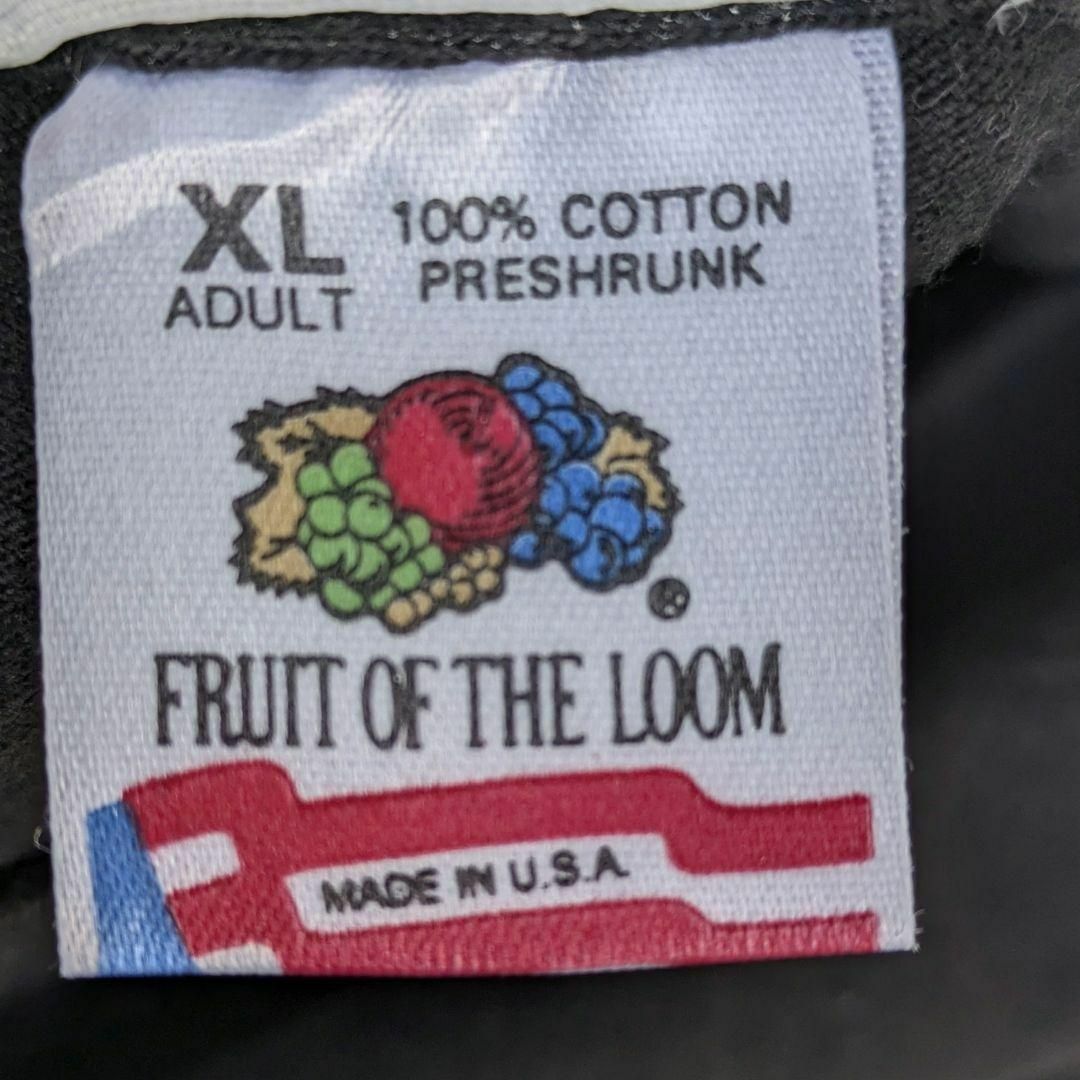 XL
ADULT
100% COTTON
PRESHRUNK
®
FRUIT OF THE LOOM
MADE IN U.S.A.